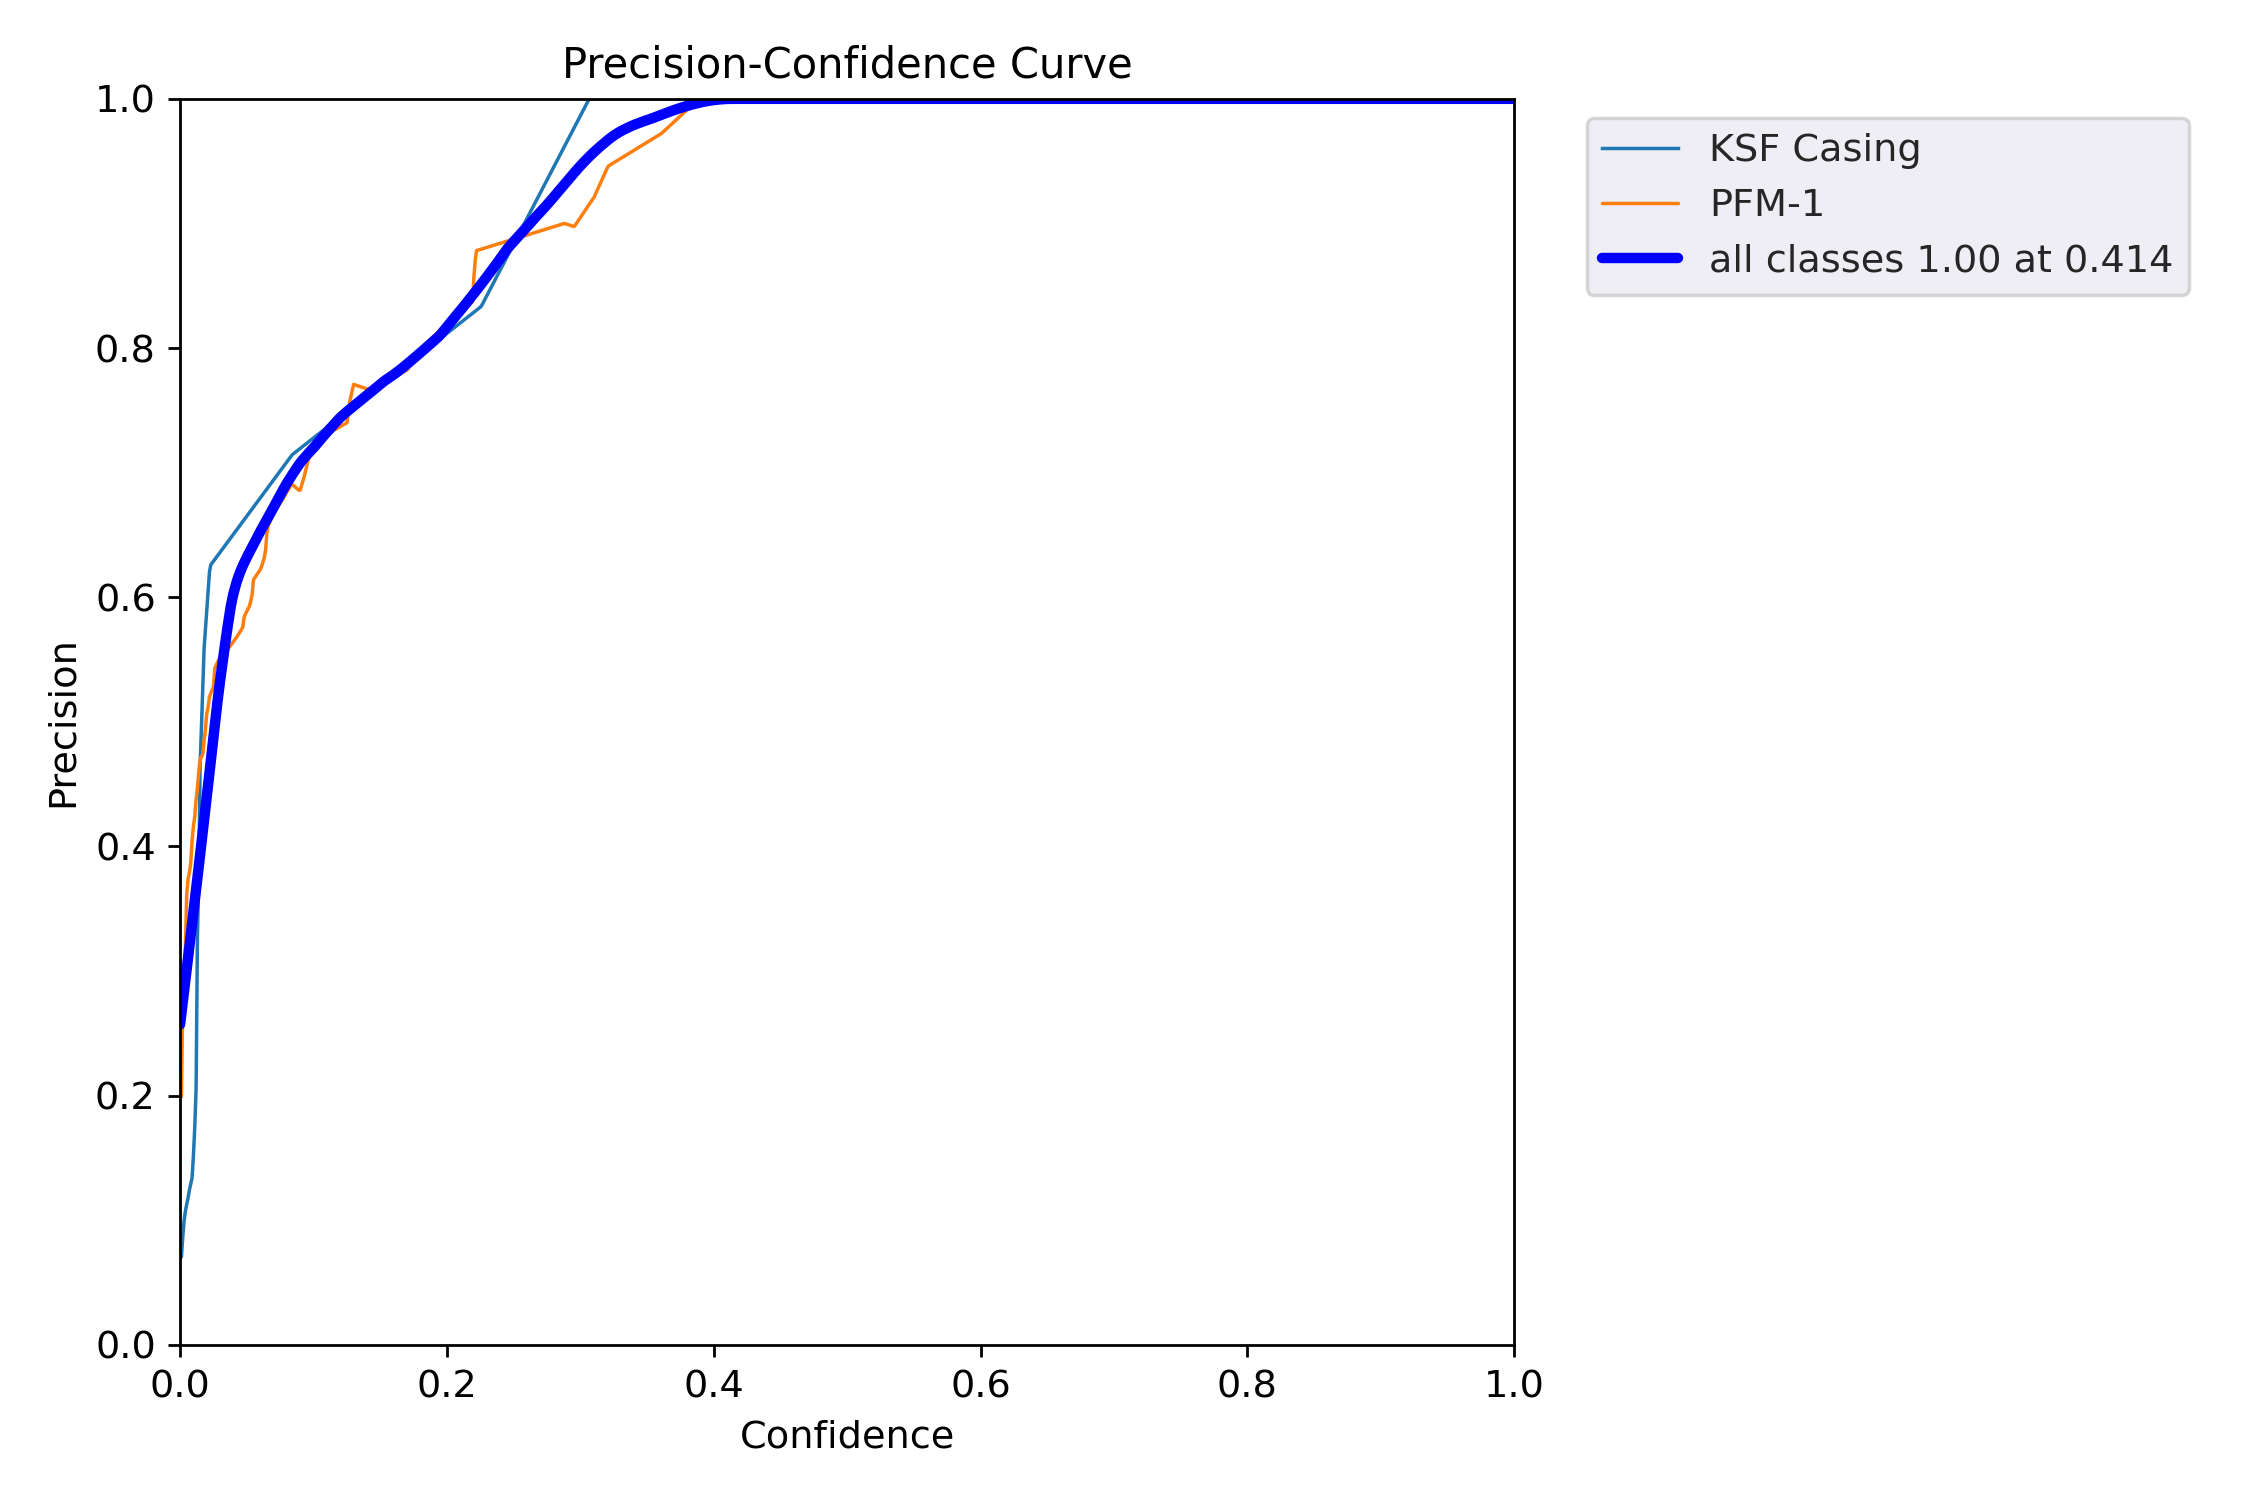 Precision-Confidence Curve
1.0
0.8
0.6
0.4
0.2
0.0
Precision
0.0 0.2 0.4 0.6 0.8 1.0
Confidence
KSF Casing
PFM-1
all classes 1.00 at 0.414